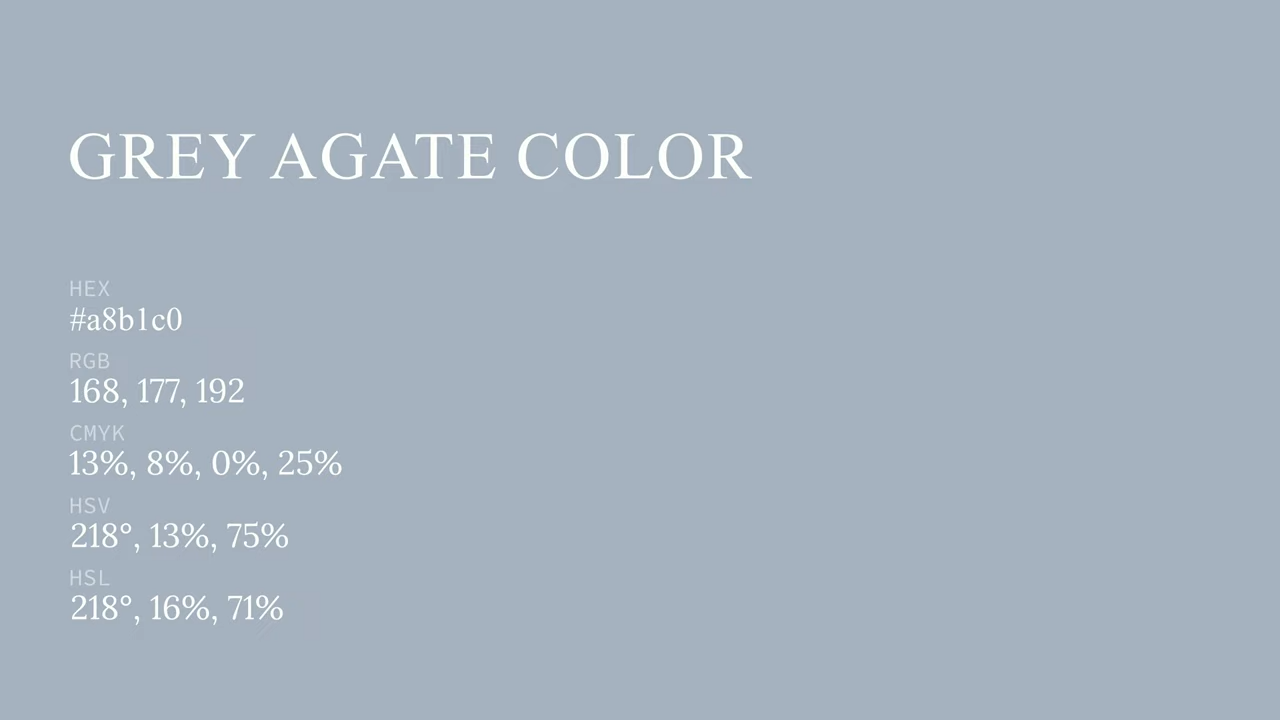 GREY AGATE COLOR
HEX
#a8b1c0
RGB
168, 177, 192
CMYK
13%, 8%, 0%, 25%
HSV
218°, 13%, 75%
HSL
218°, 16%, 71%